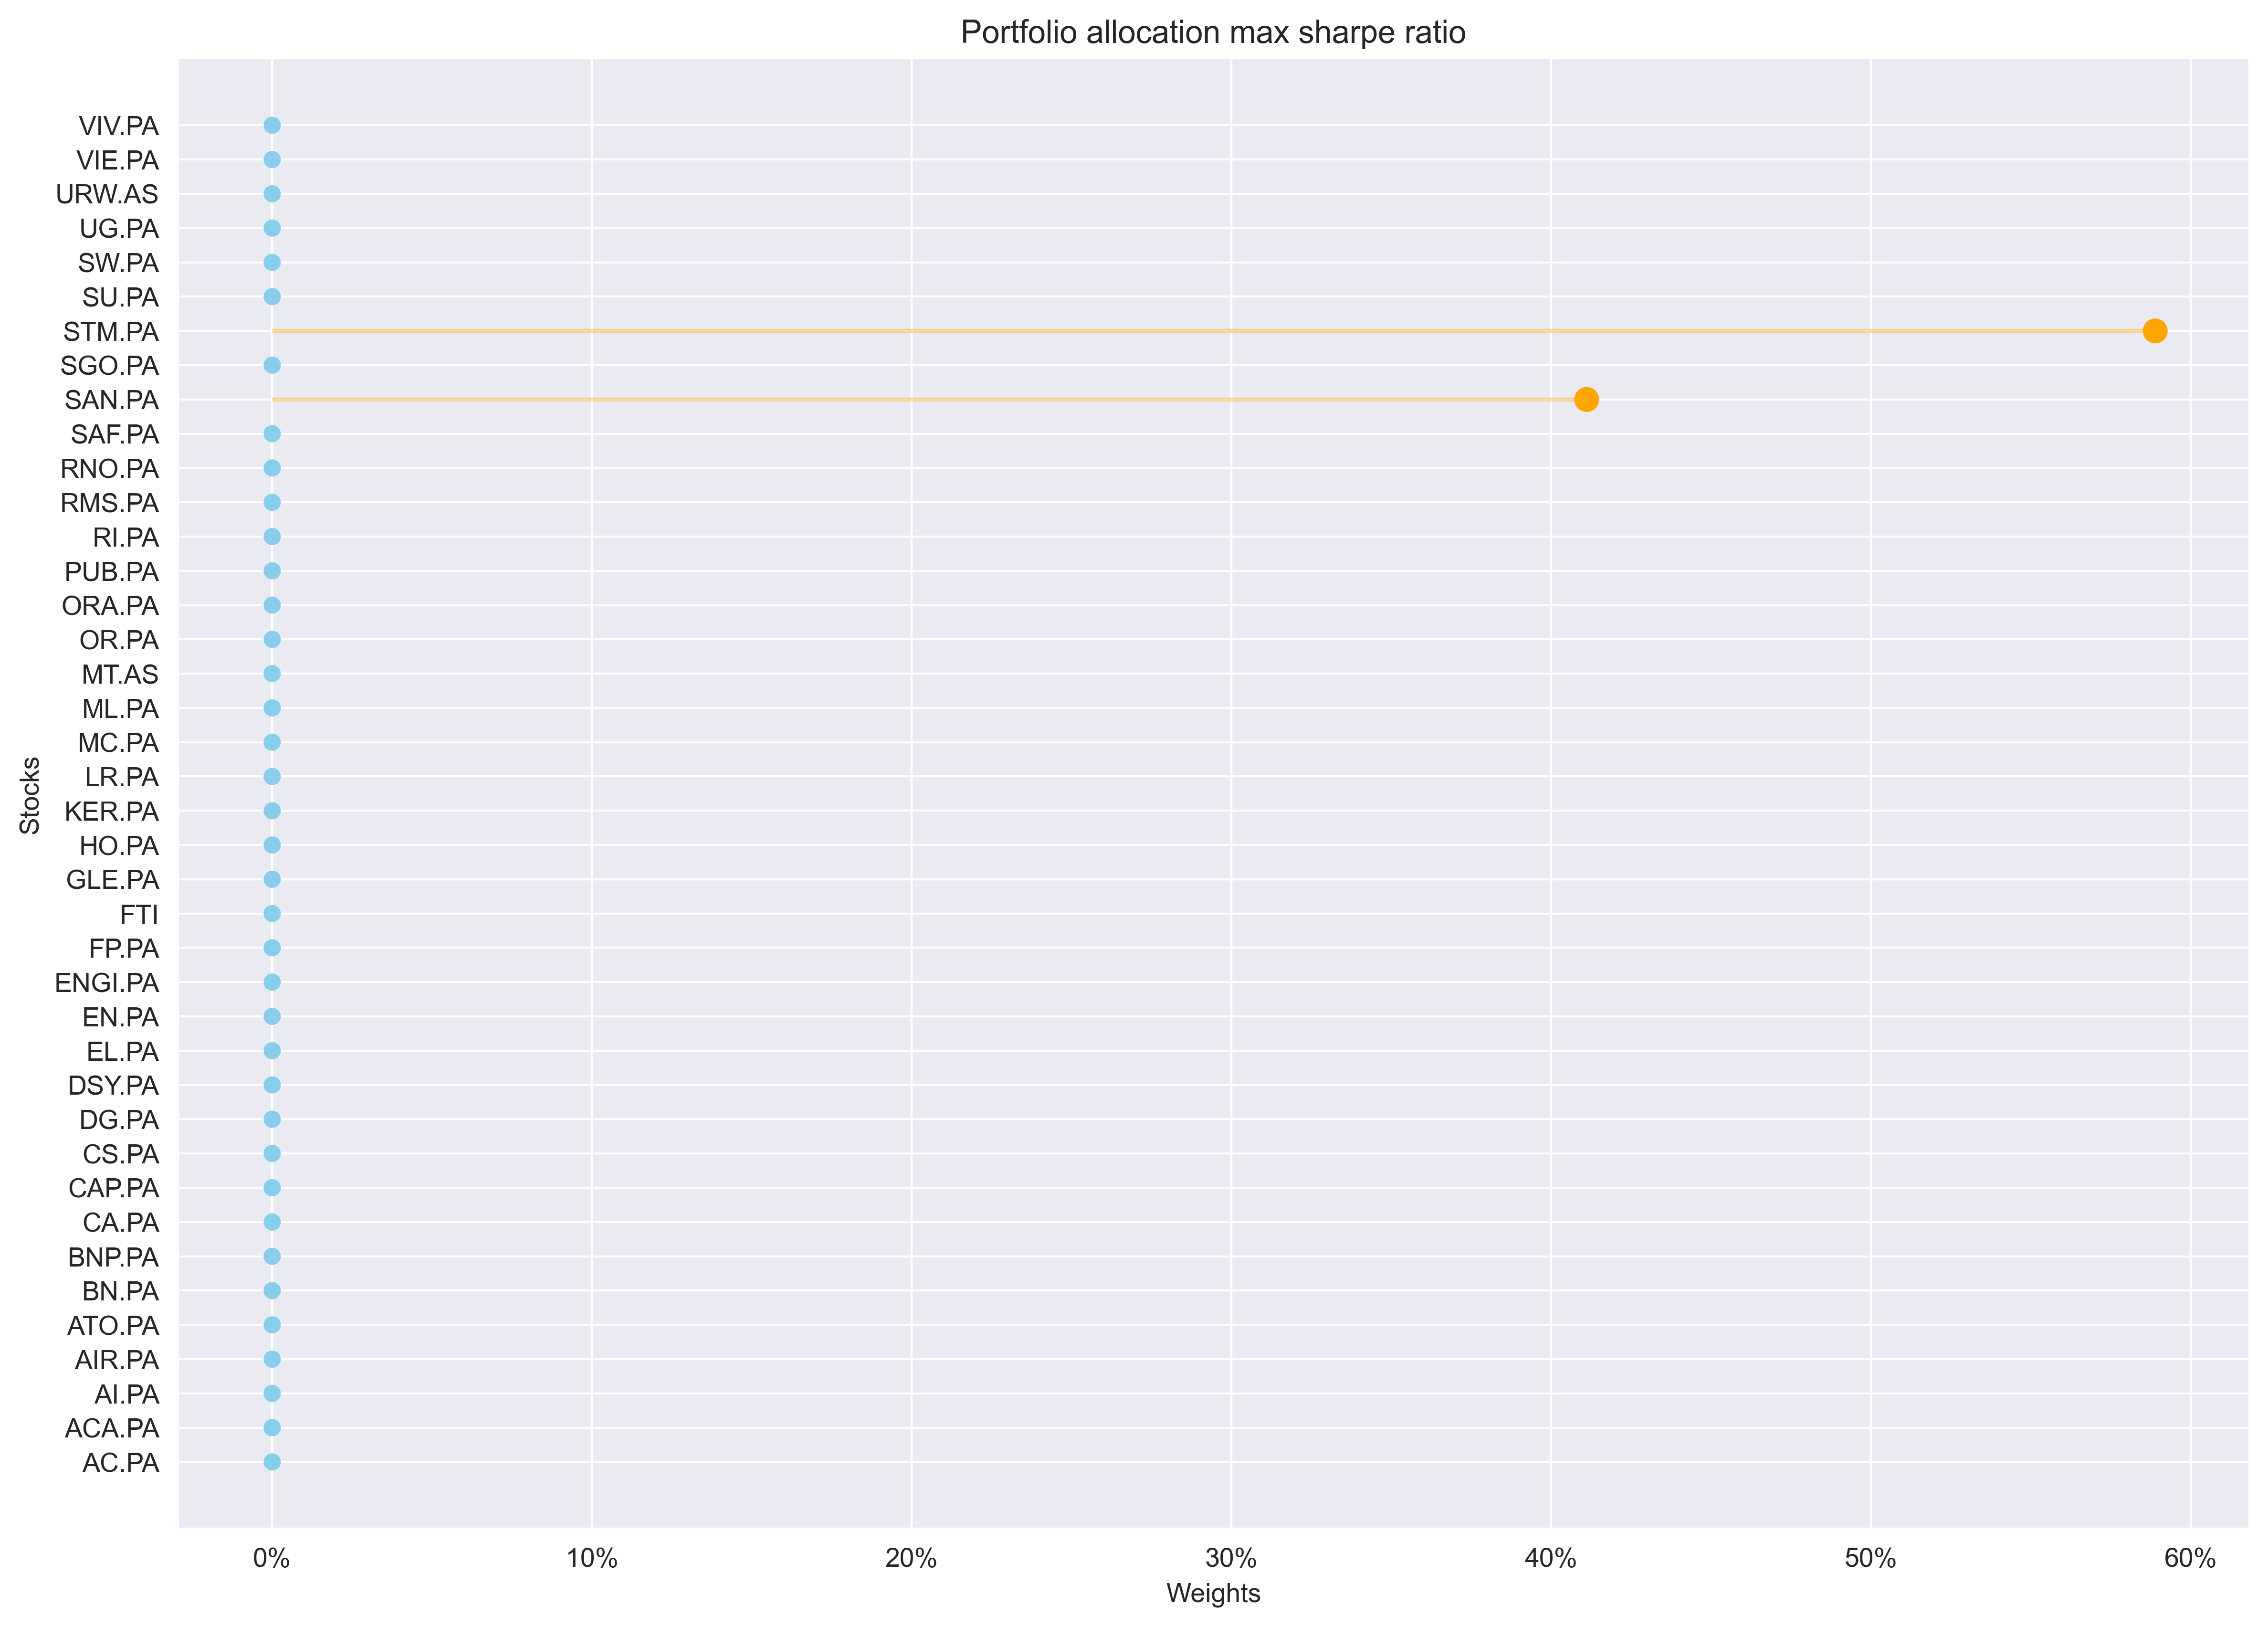 Portfolio allocation max sharpe ratio
VIV.PA
VIE.PA
URW.AS
UG.PA
SW.PA
SU.PA
STM.PA
SGO.PA
SAN.PA
SAF.PA
RNO.PA
RMS.PA
RI.PA
PUB.PA
ORA.PA
OR.PA
MT.AS
ML.PA
MC.PA
LR.PA
KER.PA
HO.PA
GLE.PA
FTI
FP.PA
ENGI.PA
EN.PA
EL.PA
DSY.PA
DG.PA
CS.PA
CAP.PA
CA.PA
BNP.PA
BN.PA
ATO.PA
AIR.PA
AI.PA
ACA.PA
AC.PA
Stocks
0% 10% 20% 30% 40% 50% 60%
Weights